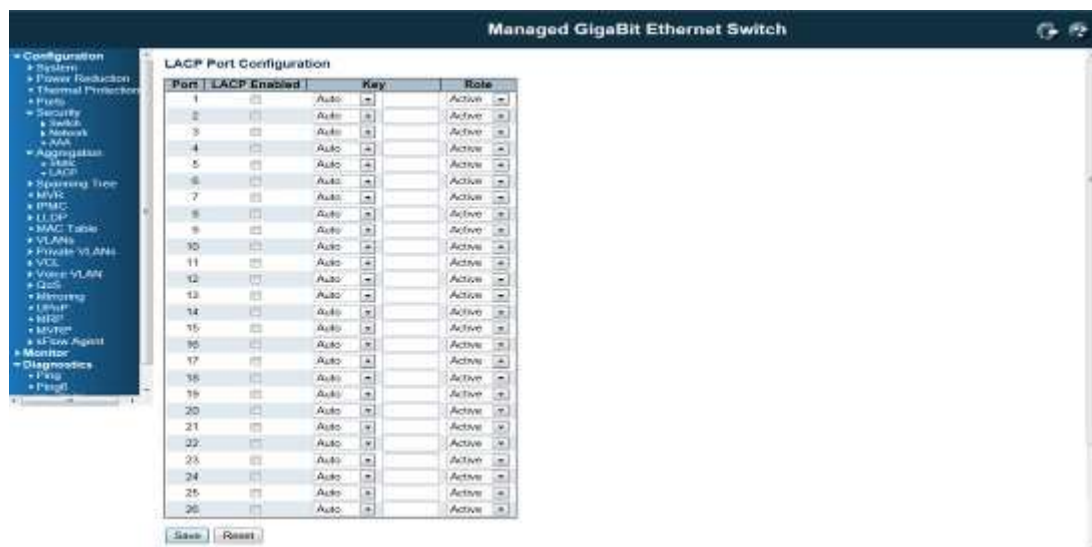 Managed GigaBit Ethernet Switch
Configuration
System
Power Reduction
Thermal Protection
Ports
Security
Switch
Network
AAA
Aggregation
Static
LACP
Spanning Tree
MVR
IPMC
LLDP
MAC Table
VLANs
Private VLANs
VCL
Voice VLAN
QoS
Mirroring
UPnP
MRP
MVRP
sFlow Agent
Monitor
Diagnostics
Ping
Ping6
LACP Port Configuration
Port LACP Enabled Key Role
1 Auto Active
2 Auto Active
3 Auto Active
4 Auto Active
5 Auto Active
6 Auto Active
7 Auto Active
8 Auto Active
9 Auto Active
10 Auto Active
11 Auto Active
12 Auto Active
13 Auto Active
14 Auto Active
15 Auto Active
16 Auto Active
17 Auto Active
18 Auto Active
19 Auto Active
20 Auto Active
21 Auto Active
22 Auto Active
23 Auto Active
24 Auto Active
25 Auto Active
26 Auto Active
Save Reset